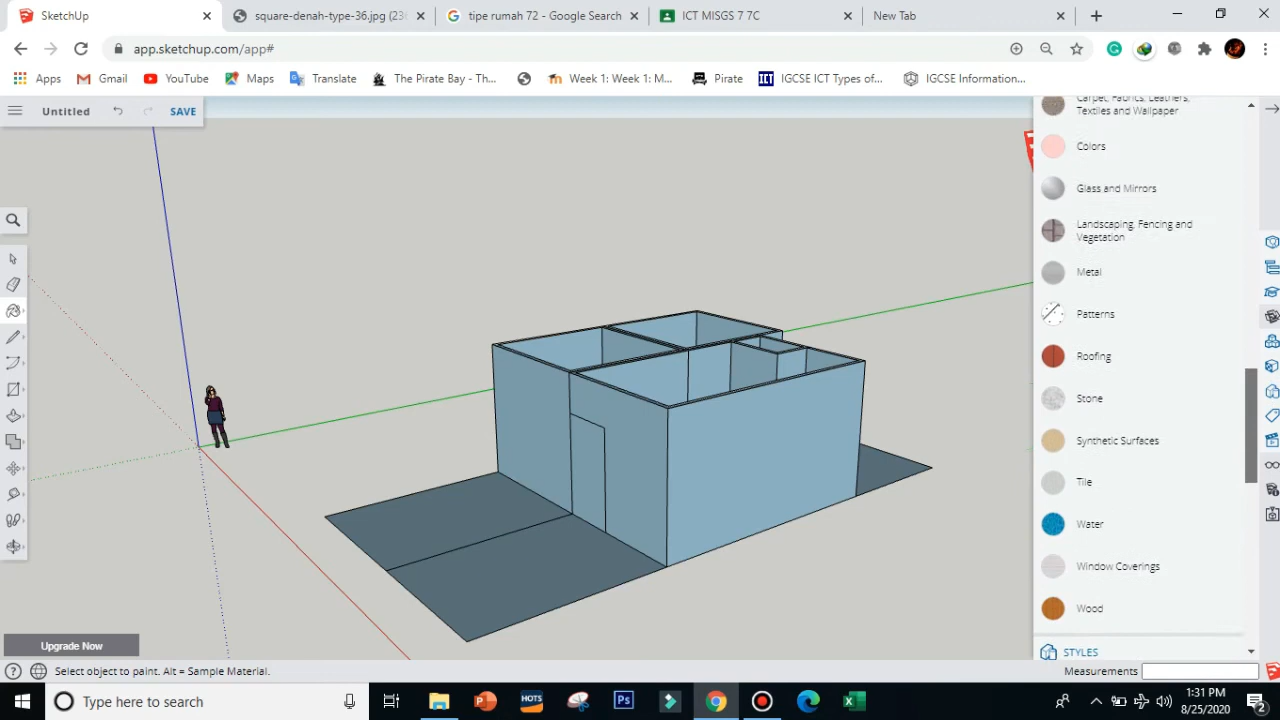 SketchUp
square-denah-type-36.jpg (23
tipe rumah 72 - Google Search
ICT MISGS 7 7C
New Tab
app.sketchup.com/app#
Apps
Gmail
YouTube
Maps
Translate
The Pirate Bay - Th...
Week 1: Week 1: M...
Pirate
ICT
IGCSE ICT Types of...
IGCSE Information...
Untitled
SAVE
Carpet, Fabrics, Leathers,
Textiles and Wallpaper
Colors
Glass and Mirrors
Landscaping, Fencing and
Vegetation
Metal
Patterns
Roofing
Stone
Synthetic Surfaces
Tile
Water
Window Coverings
Wood
STYLES
Upgrade Now
Select object to paint. Alt = Sample Material.
Measurements
Type here to search
HOTS
Ps
1:31 PM
8/25/2020
2